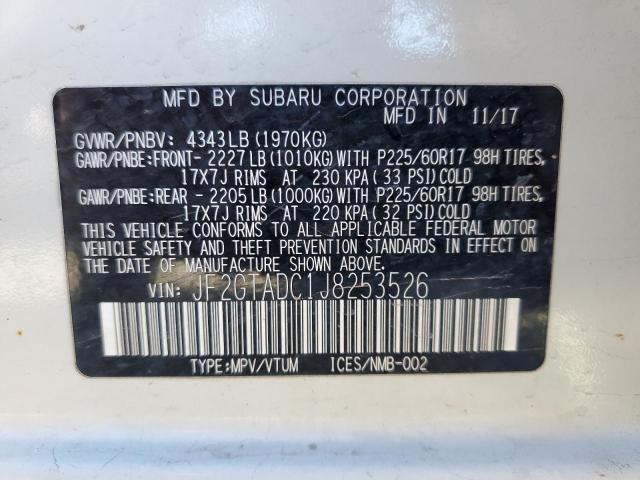 MFD BY SUBARU CORPORATION
MFD IN 11/17
GVWR/PNBV: 4343LB (1970KG)
GAWR/PNBE:FRONT- 2227 LB (1010KG) WITH P225/60R17 98H TIRES,
17X7J RIMS AT 230 KPA (33 PSI) COLD
GAWR/PNBE:REAR - 2205 LB (1000KG) WITH P225/60R17 98H TIRES,
17X7J RIMS AT 220 KPA (32 PSI) COLD
THIS VEHICLE CONFORMS TO ALL APPLICABLE FEDERAL MOTOR
VEHICLE SAFETY AND THEFT PREVENTION STANDARDS IN EFFECT ON
THE DATE OF MANUFACTURE SHOWN ABOVE.
VIN: JF2GTADC1J8253526
TYPE:MPV/VTUM ICES/NMB-002